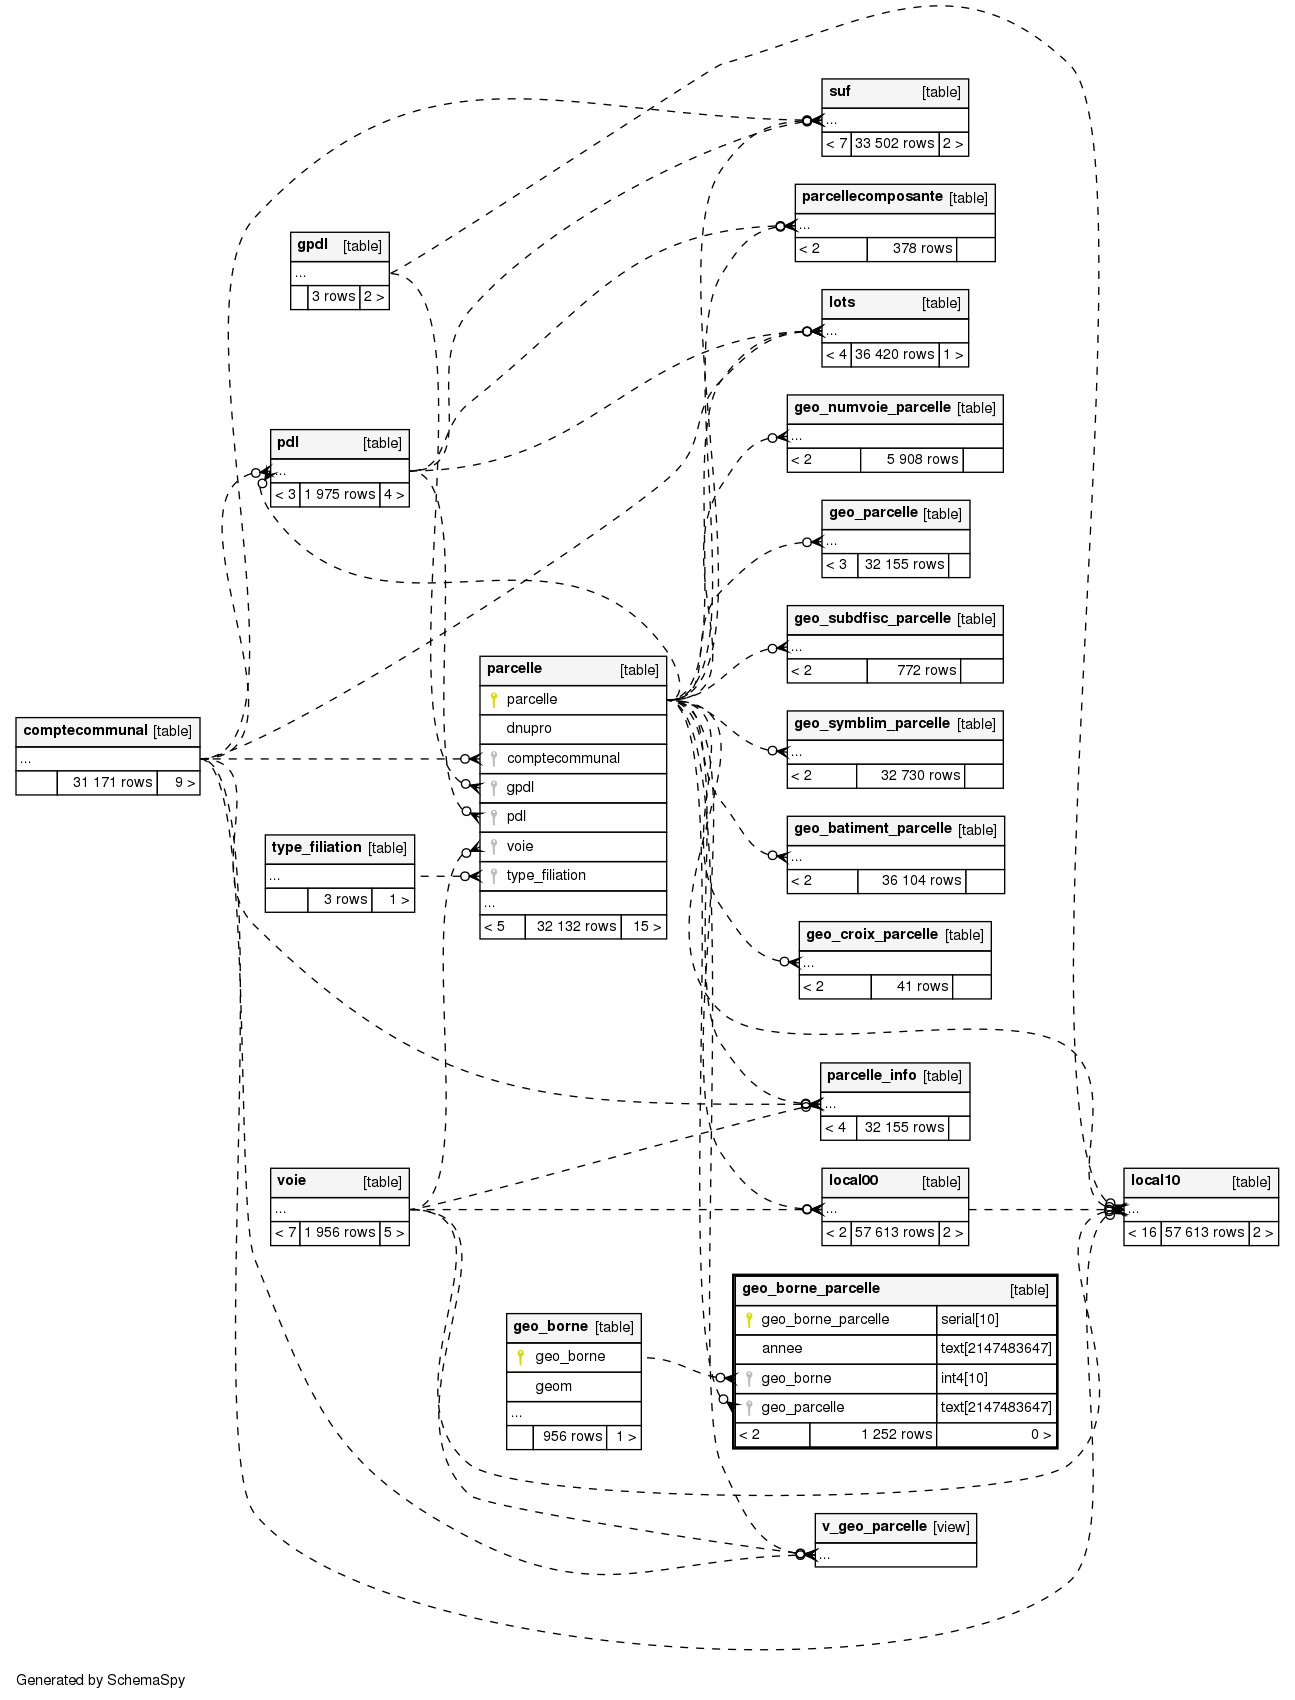 suf [table]
...
< 7 33 502 rows 2 >
parcellecomposante [table]
...
< 2 378 rows
gpdl [table]
...
3 rows 2 >
lots [table]
...
< 4 36 420 rows 1 >
geo_numvoie_parcelle [table]
...
< 2 5 908 rows
pdl [table]
...
< 3 1 975 rows 4 >
geo_parcelle [table]
...
< 3 32 155 rows
geo_subdfisc_parcelle [table]
...
< 2 772 rows
parcelle [table]
parcelle
dnupro
comptecommunal
gpdl
pdl
voie
type_filiation
...
< 5 32 132 rows 15 >
comptecommunal [table]
...
31 171 rows 9 >
geo_symblim_parcelle [table]
...
< 2 32 730 rows
type_filiation [table]
...
3 rows 1 >
geo_batiment_parcelle [table]
...
< 2 36 104 rows
geo_croix_parcelle [table]
...
< 2 41 rows
parcelle_info [table]
...
< 4 32 155 rows
voie [table]
...
< 7 1 956 rows 5 >
local00 [table]
...
< 2 57 613 rows 2 >
local10 [table]
...
< 16 57 613 rows 2 >
geo_borne [table]
geo_borne
geom
...
956 rows 1 >
geo_borne_parcelle [table]
geo_borne_parcelle serial[10]
annee text[2147483647]
geo_borne int4[10]
geo_parcelle text[2147483647]
< 2 1 252 rows 0 >
v_geo_parcelle [view]
...
Generated by SchemaSpy